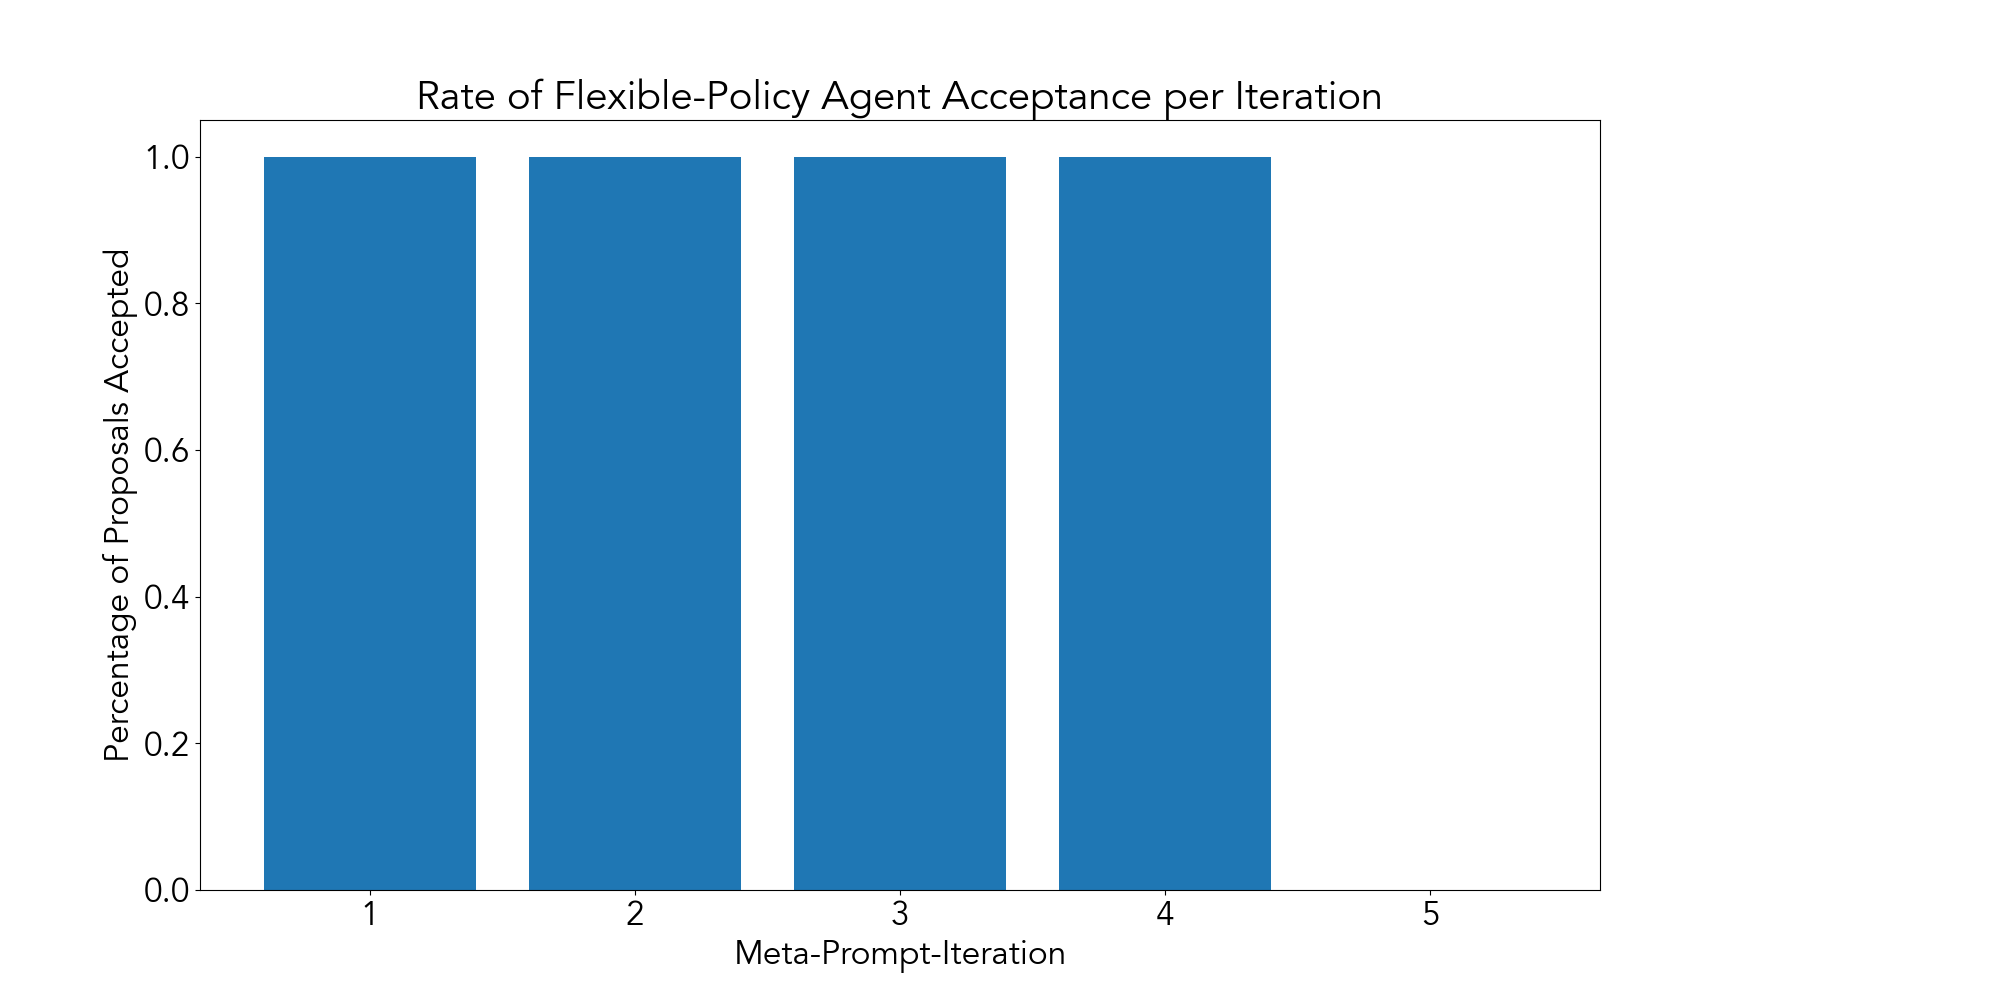 Rate of Flexible-Policy Agent Acceptance per Iteration
Percentage of Proposals Accepted
1.0
0.8
0.6
0.4
0.2
0.0
1 2 3 4 5
Meta-Prompt-Iteration